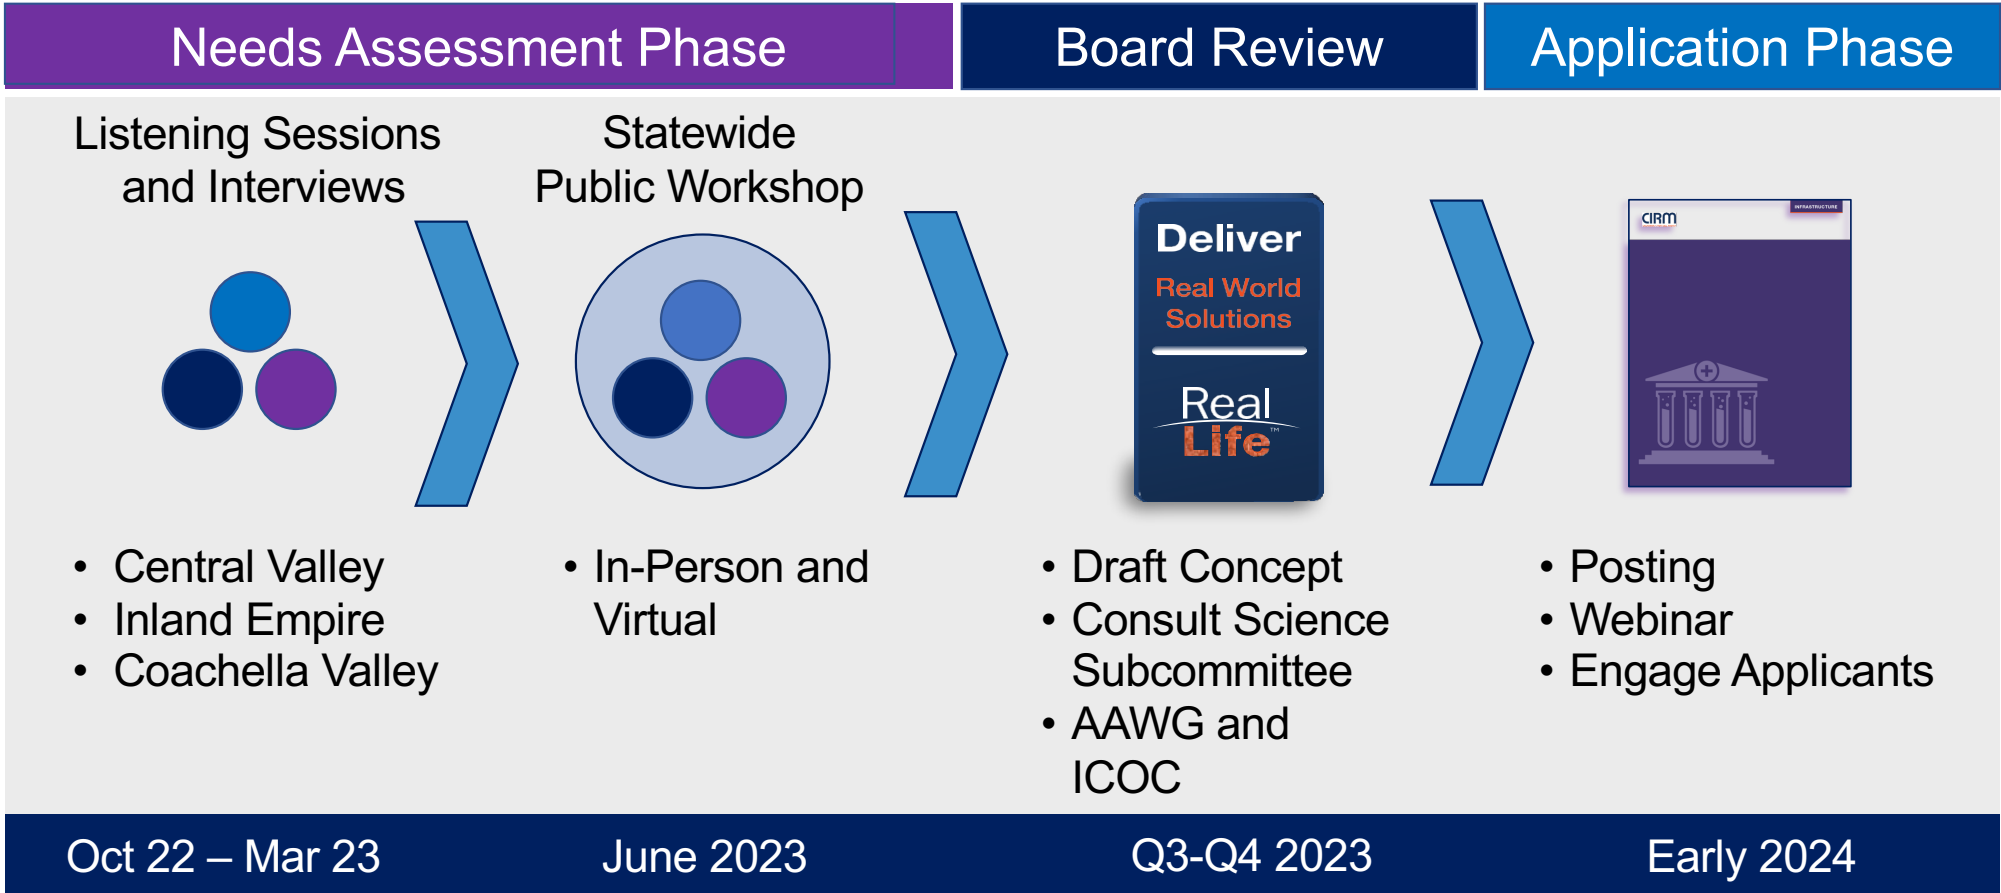 Needs Assessment Phase
Board Review
Application Phase
Listening Sessions
and Interviews
Statewide
Public Workshop
Deliver
Real World
Solutions
Real
Life™
CIRM
INFRASTRUCTURE
• Central Valley
• Inland Empire
• Coachella Valley
• In-Person and
Virtual
• Draft Concept
• Consult Science
Subcommittee
• AAWG and
ICOC
• Posting
• Webinar
• Engage Applicants
Oct 22 – Mar 23
June 2023
Q3-Q4 2023
Early 2024